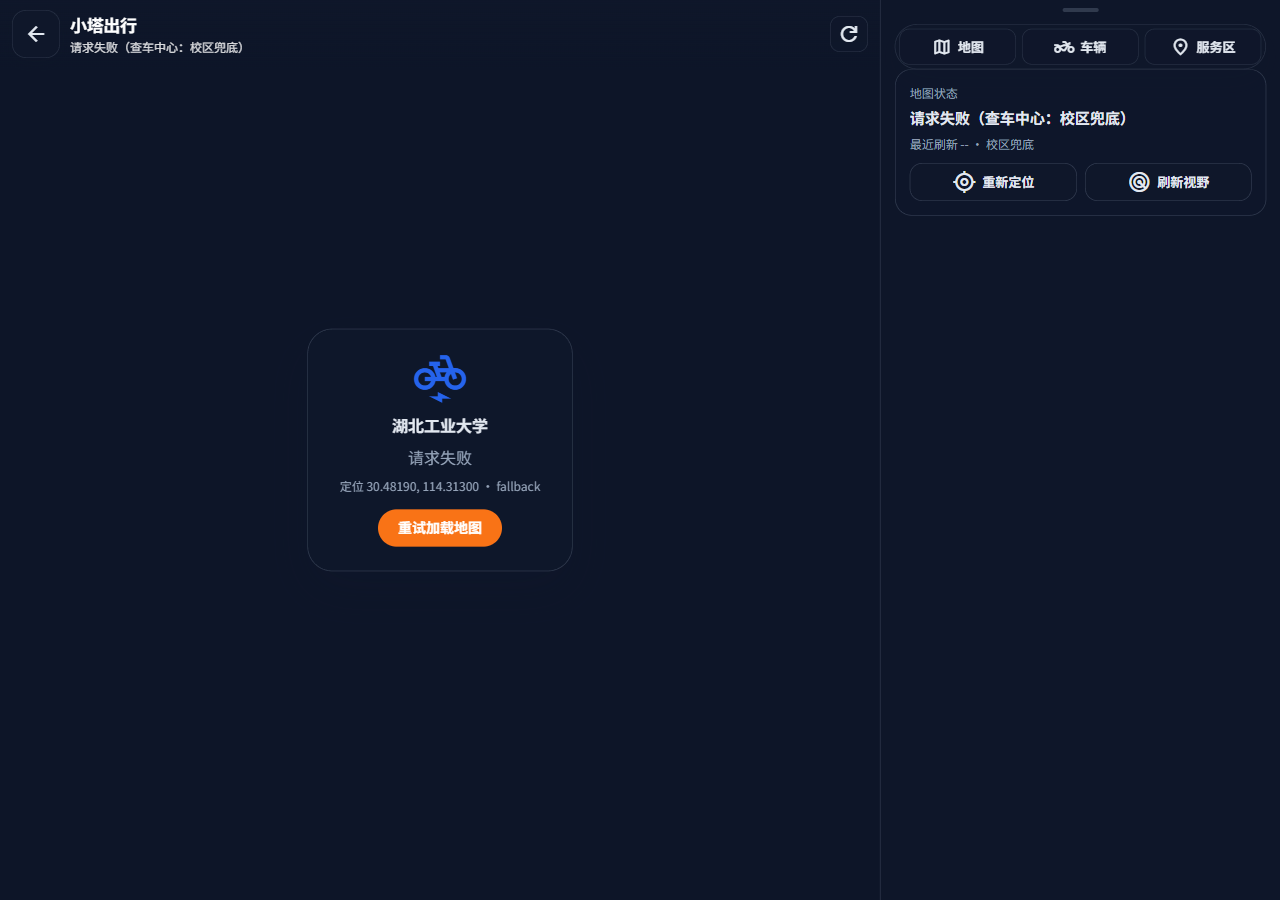 小塔出行
请求失败（查车中心：校区兜底）
湖北工业大学
请求失败
定位 30.48190, 114.31300 · fallback
重试加载地图
地图
车辆
服务区
地图状态
请求失败（查车中心：校区兜底）
最近刷新 -- · 校区兜底
重新定位
刷新视野